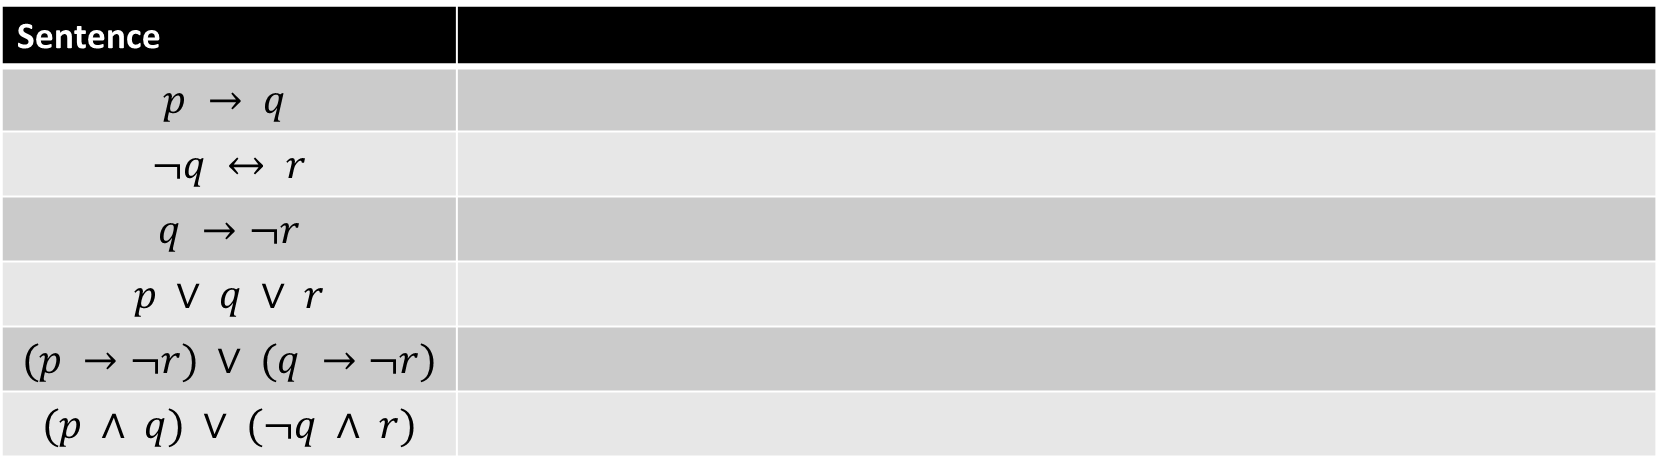 Sentence
p → q
¬q ↔ r
q → ¬r
p ∨ q ∨ r
(p → ¬r) ∨ (q → ¬r)
(p ∧ q) ∨ (¬q ∧ r)